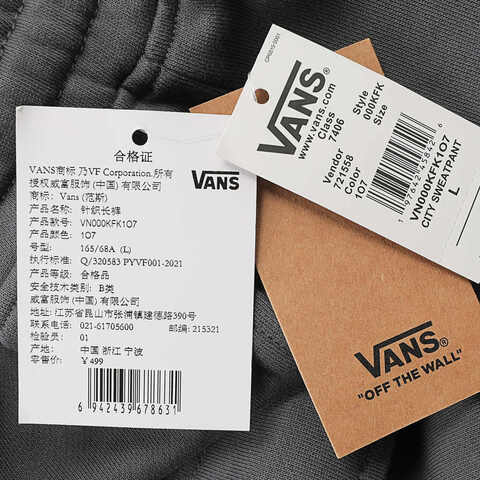 合格证
VANS商标 乃VF Corporation.所有
授权威富服饰(中国) 有限公司
商标: Vans (范斯)
产品名称: 针织长裤
产品款号: VN000KFK1O7
产品颜色: 1O7
号型: 165/68A (L)
执行标准: Q/320583 PYVF001-2021
产品等级: 合格品
安全技术类别: B类
威富服饰(中国) 有限公司
地址: 江苏省昆山市张浦镇建德路390号
联系电话: 021-61705600 邮编: 215321
检验员: 01
产地: 中国 浙江 宁波
零售价: ¥ 499
6 942439 678631
VANS
VANS®
www.vans.com
Class
7406
Style
000KFK
Size
Vendor
721558
Color
1O7
VN000KFK1O7
CITY SWEATPANT
L
VANS®
"OFF THE WALL"